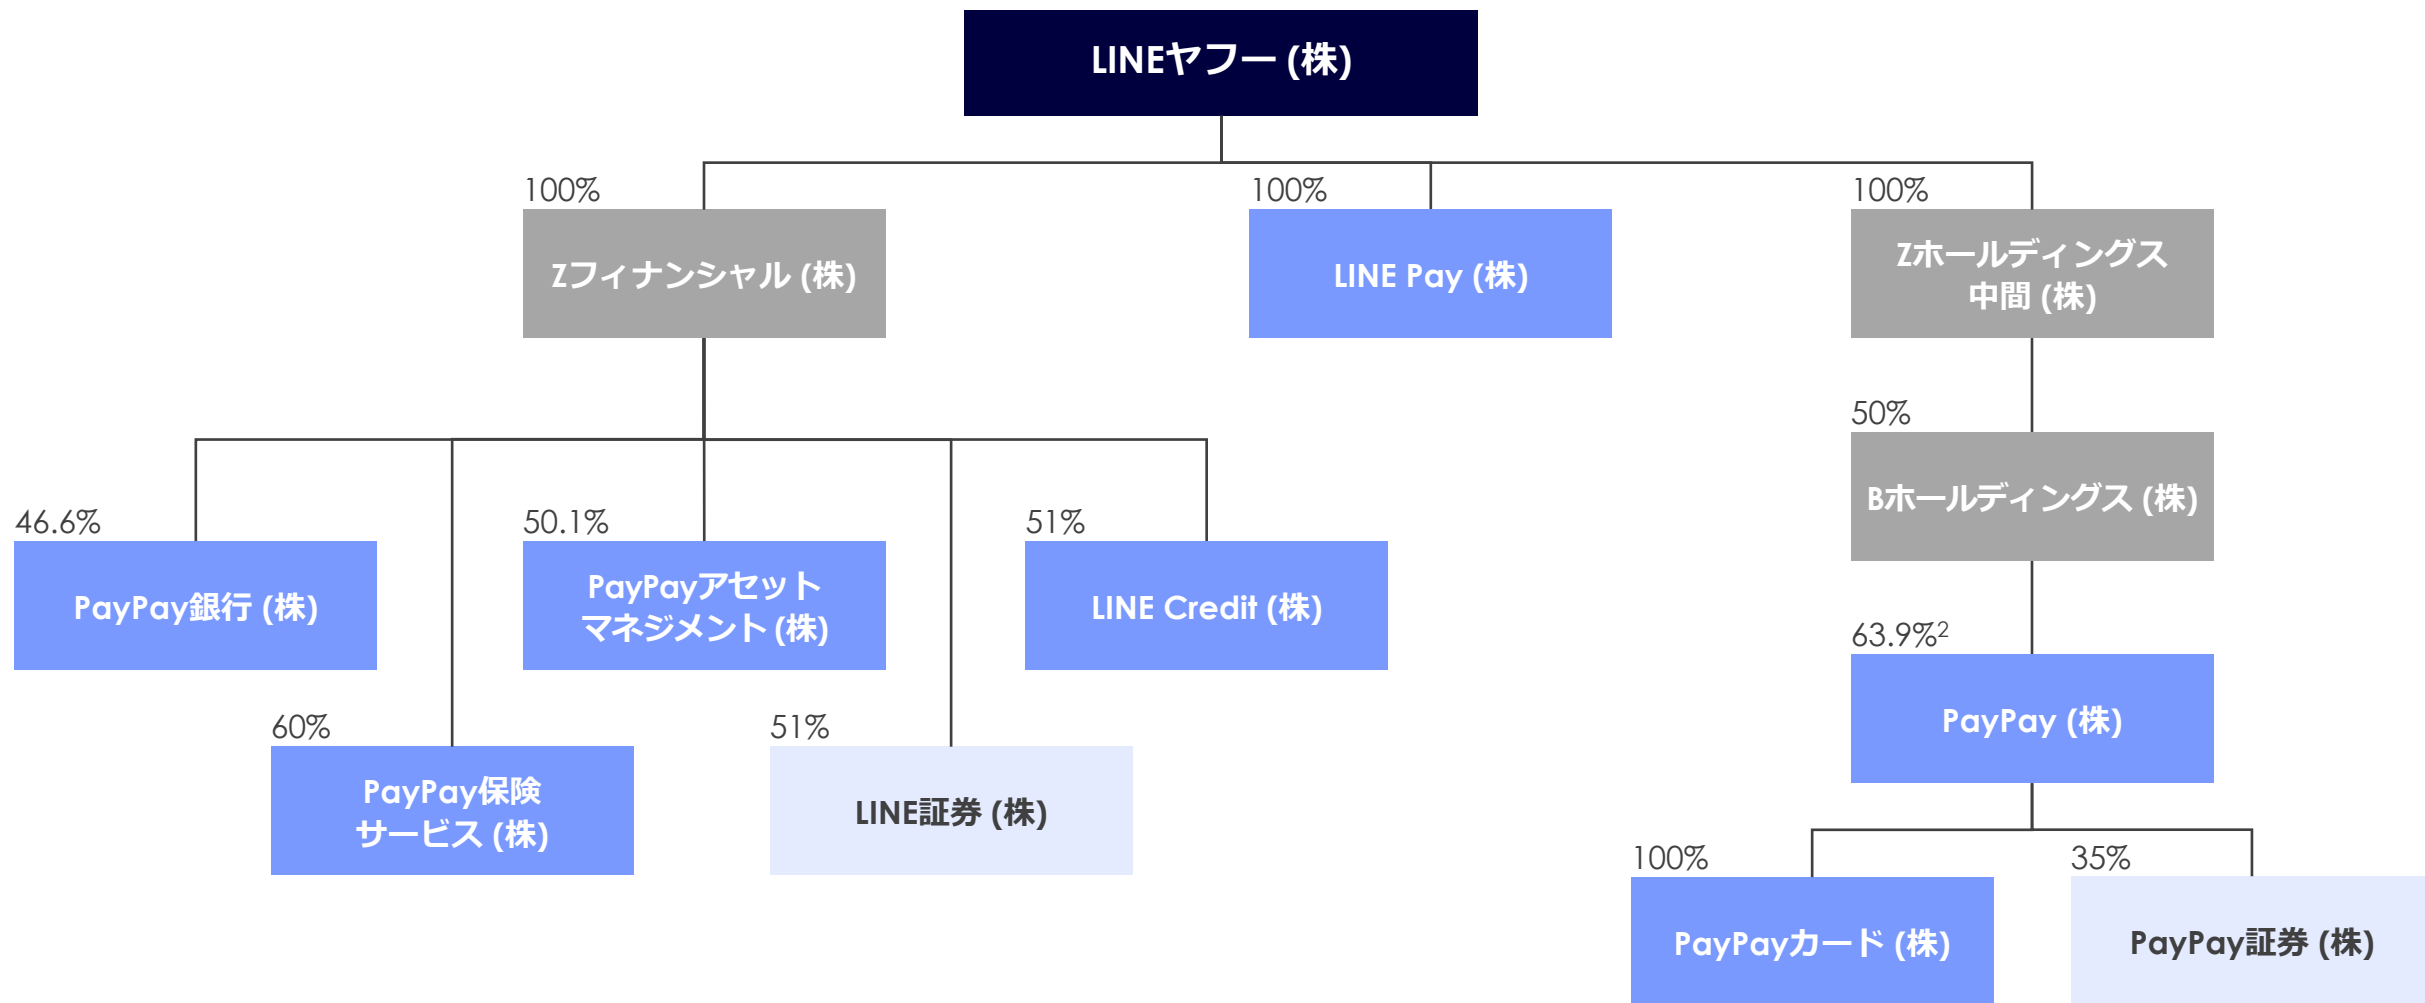 LINEヤフー (株)
100%
Zフィナンシャル (株)
100%
LINE Pay (株)
100%
Zホールディングス
中間 (株)
50%
Bホールディングス (株)
46.6%
PayPay銀行 (株)
50.1%
PayPayアセット
マネジメント (株)
51%
LINE Credit (株)
63.9%2
PayPay (株)
60%
PayPay保険
サービス (株)
51%
LINE証券 (株)
100%
PayPayカード (株)
35%
PayPay証券 (株)